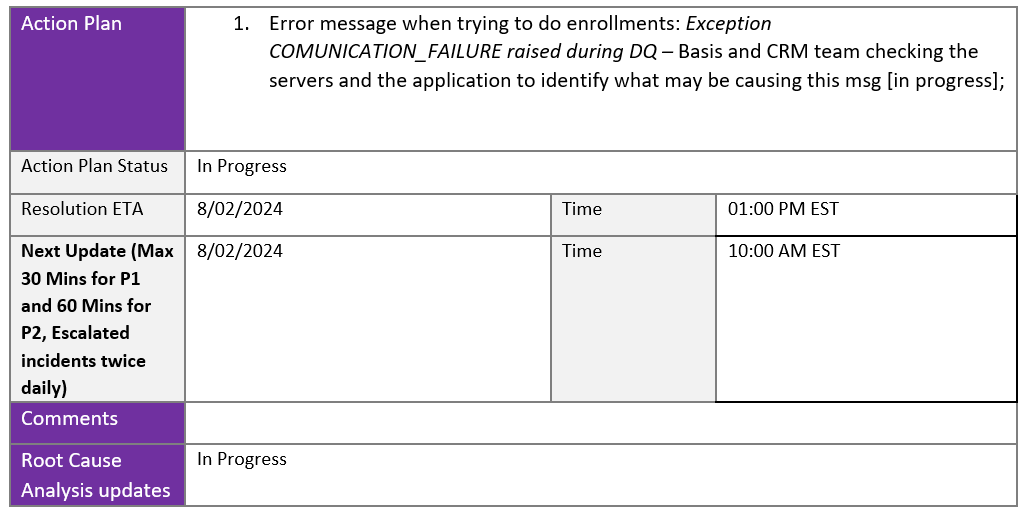 Action Plan
1. Error message when trying to do enrollments: Exception
COMUNICATION_FAILURE raised during DQ – Basis and CRM team checking the
servers and the application to identify what may be causing this msg [in progress];
Action Plan Status
In Progress
Resolution ETA
8/02/2024
Time
01:00 PM EST
Next Update (Max
30 Mins for P1
and 60 Mins for
P2, Escalated
incidents twice
daily)
8/02/2024
Time
10:00 AM EST
Comments
Root Cause
Analysis updates
In Progress